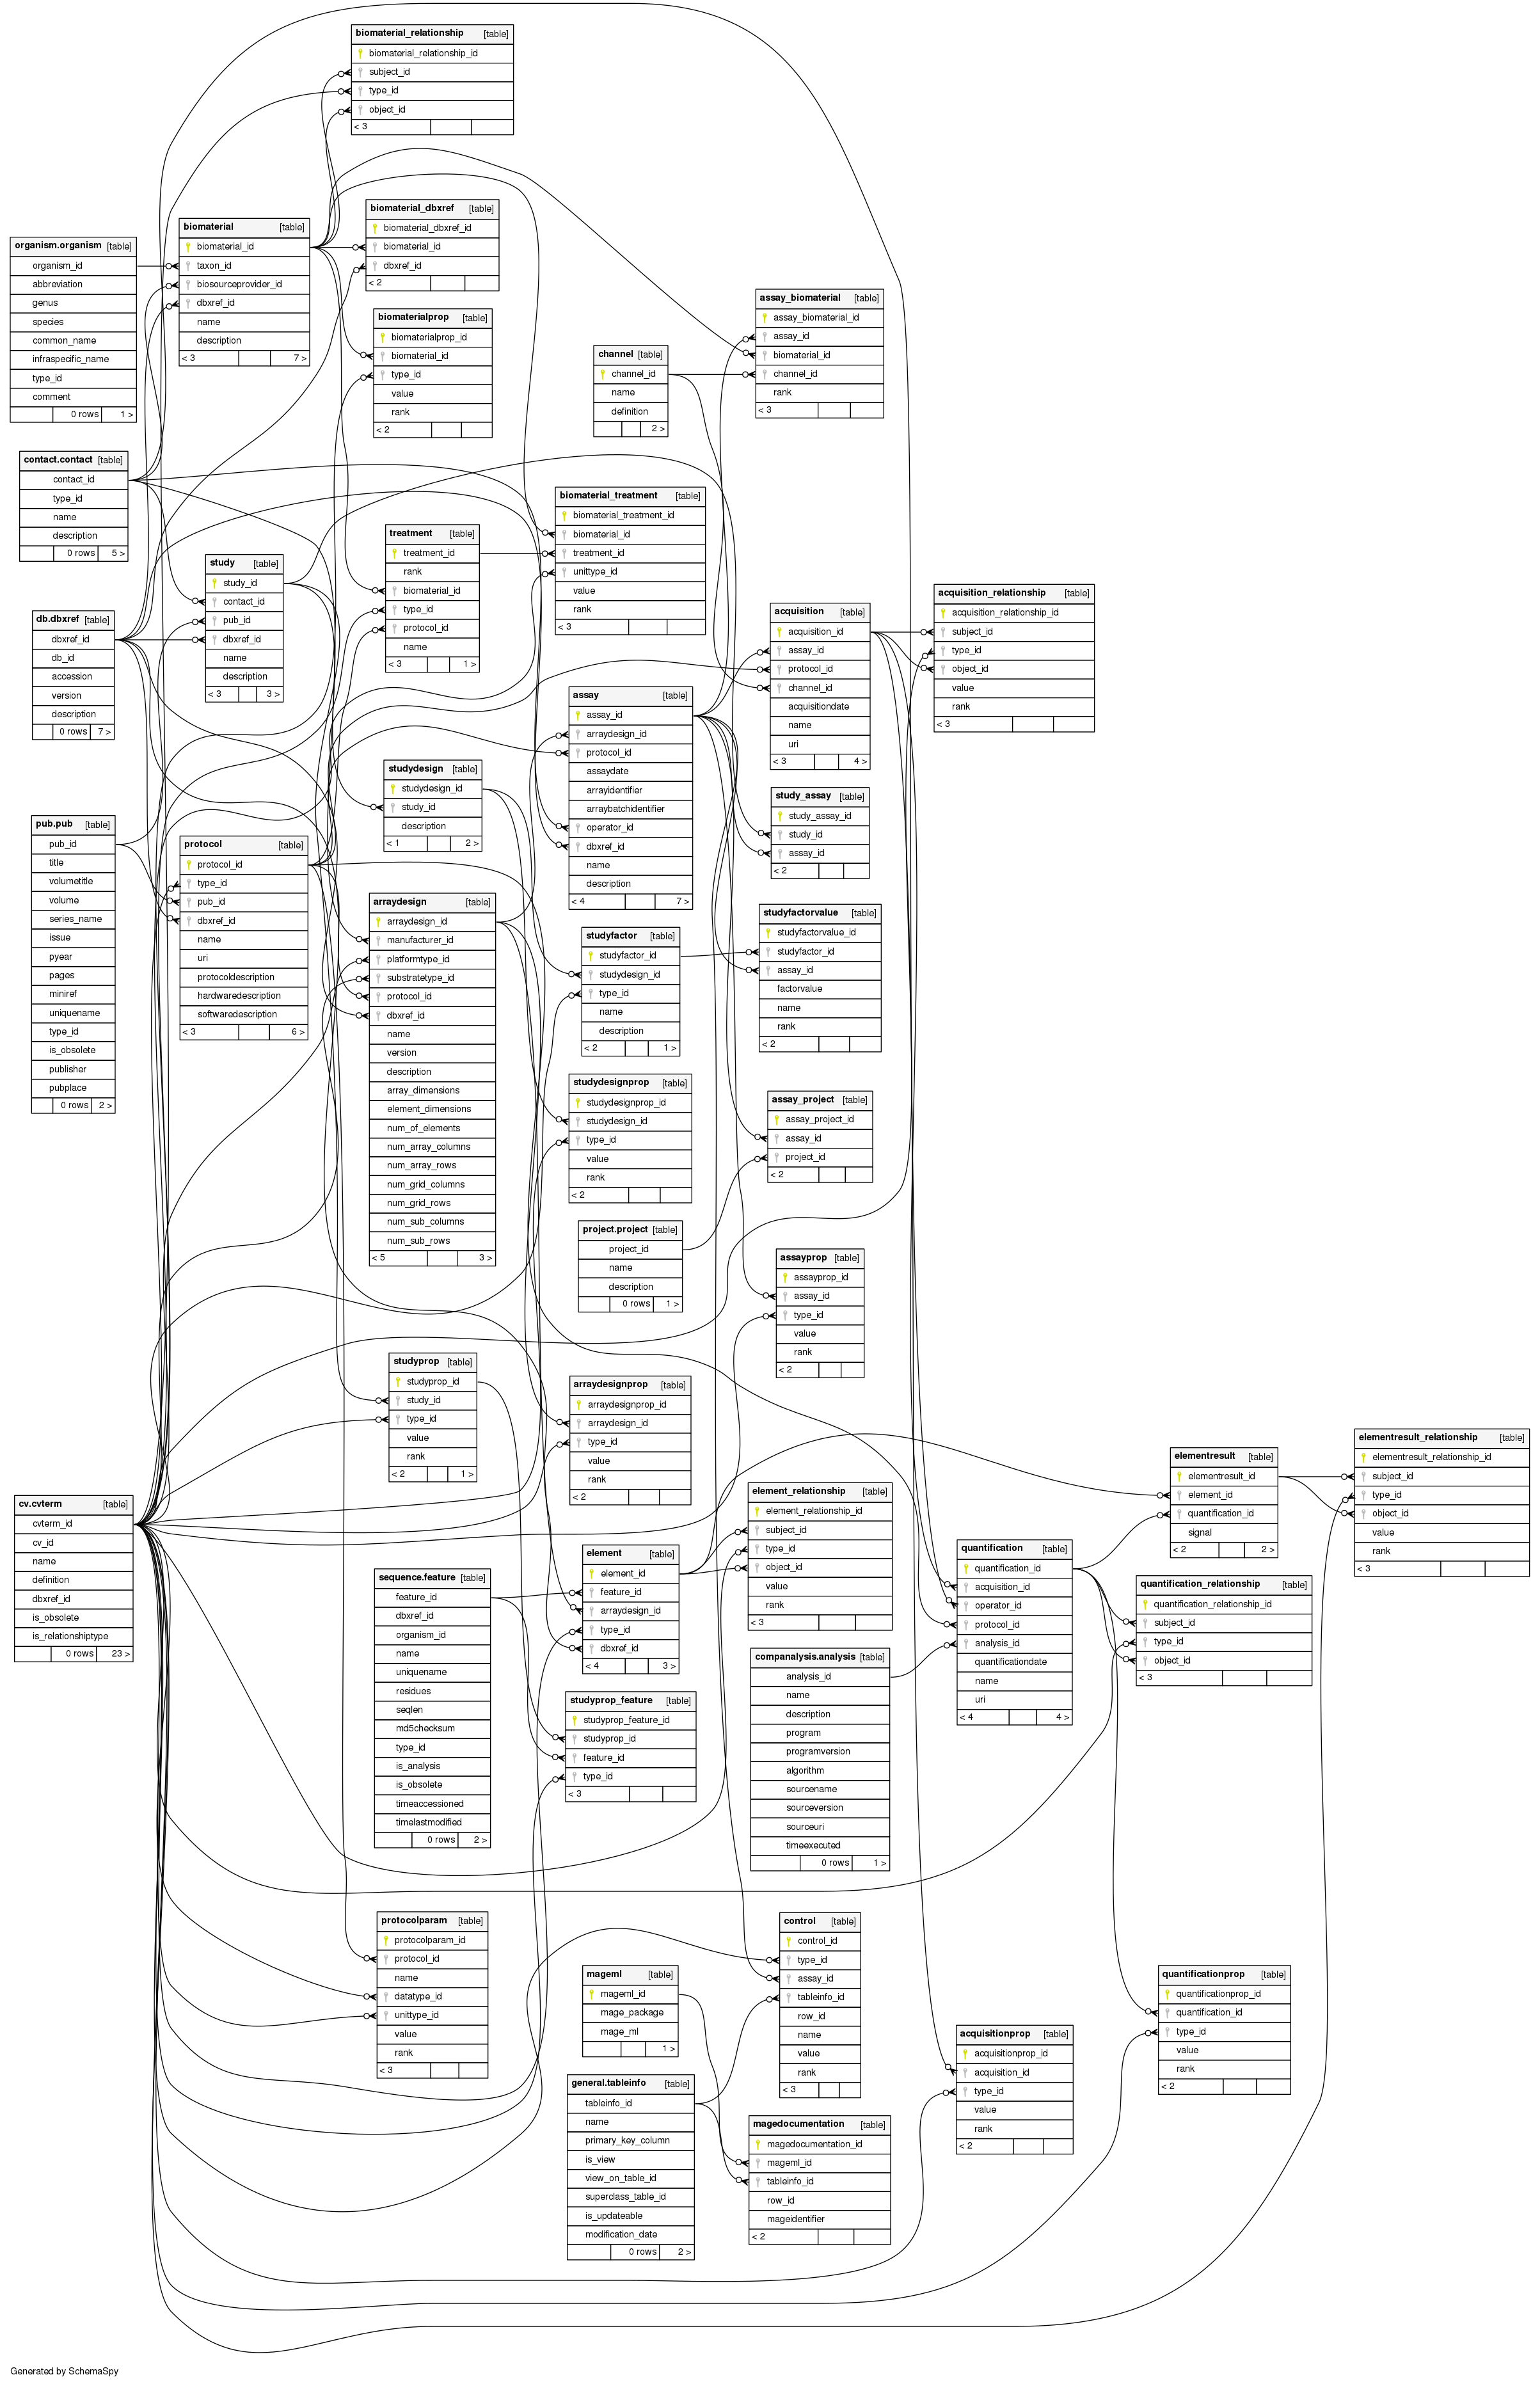 biomaterial_relationship [table]
biomaterial_relationship_id
subject_id
type_id
object_id
< 3
biomaterial_dbxref [table]
biomaterial_dbxref_id
biomaterial_id
dbxref_id
< 2
biomaterial [table]
biomaterial_id
taxon_id
biosourceprovider_id
dbxref_id
name
description
< 3 7 >
organism.organism [table]
organism_id
abbreviation
genus
species
common_name
infraspecific_name
type_id
comment
0 rows 1 >
biomaterialprop [table]
biomaterialprop_id
biomaterial_id
type_id
value
rank
< 2
assay_biomaterial [table]
assay_biomaterial_id
assay_id
biomaterial_id
channel_id
rank
< 3
channel [table]
channel_id
name
definition
2 >
contact.contact [table]
contact_id
type_id
name
description
0 rows 5 >
biomaterial_treatment [table]
biomaterial_treatment_id
biomaterial_id
treatment_id
unittype_id
value
rank
< 3
treatment [table]
treatment_id
rank
biomaterial_id
type_id
protocol_id
name
< 3 1 >
study [table]
study_id
contact_id
pub_id
dbxref_id
name
description
< 3 3 >
db.dbxref [table]
dbxref_id
db_id
accession
version
description
0 rows 7 >
acquisition [table]
acquisition_id
assay_id
protocol_id
channel_id
acquisitiondate
name
uri
< 3 4 >
acquisition_relationship [table]
acquisition_relationship_id
subject_id
type_id
object_id
value
rank
< 3
assay [table]
assay_id
arraydesign_id
protocol_id
assaydate
arrayidentifier
arraybatchidentifier
operator_id
dbxref_id
name
description
< 4 7 >
studydesign [table]
studydesign_id
study_id
description
< 1 2 >
study_assay [table]
study_assay_id
study_id
assay_id
< 2
pub.pub [table]
pub_id
title
volumetitle
volume
series_name
issue
pyear
pages
miniref
uniquename
type_id
is_obsolete
publisher
pubplace
0 rows 2 >
protocol [table]
protocol_id
type_id
pub_id
dbxref_id
name
uri
protocoldescription
hardwaredescription
softwaredescription
< 3 6 >
arraydesign [table]
arraydesign_id
manufacturer_id
platformtype_id
substratetype_id
protocol_id
dbxref_id
name
version
description
array_dimensions
element_dimensions
num_of_elements
num_array_columns
num_array_rows
num_grid_columns
num_grid_rows
num_sub_columns
num_sub_rows
< 5 3 >
studyfactor [table]
studyfactor_id
studydesign_id
type_id
name
description
< 2 1 >
studyfactorvalue [table]
studyfactorvalue_id
studyfactor_id
assay_id
factorvalue
name
rank
< 2
studydesignprop [table]
studydesignprop_id
studydesign_id
type_id
value
rank
< 2
assay_project [table]
assay_project_id
assay_id
project_id
< 2
project.project [table]
project_id
name
description
0 rows 1 >
assayprop [table]
assayprop_id
assay_id
type_id
value
rank
< 2
studyprop [table]
studyprop_id
study_id
type_id
value
rank
< 2 1 >
arraydesignprop [table]
arraydesignprop_id
arraydesign_id
type_id
value
rank
< 2
elementresult [table]
elementresult_id
element_id
quantification_id
signal
< 2 2 >
elementresult_relationship [table]
elementresult_relationship_id
subject_id
type_id
object_id
value
rank
< 3
cv.cvterm [table]
cvterm_id
cv_id
name
definition
dbxref_id
is_obsolete
is_relationshiptype
0 rows 23 >
element_relationship [table]
element_relationship_id
subject_id
type_id
object_id
value
rank
< 3
element [table]
element_id
feature_id
arraydesign_id
type_id
dbxref_id
< 4 3 >
quantification [table]
quantification_id
acquisition_id
operator_id
protocol_id
analysis_id
quantificationdate
name
uri
< 4 4 >
quantification_relationship [table]
quantification_relationship_id
subject_id
type_id
object_id
< 3
sequence.feature [table]
feature_id
dbxref_id
organism_id
name
uniquename
residues
seqlen
md5checksum
type_id
is_analysis
is_obsolete
timeaccessioned
timelastmodified
0 rows 2 >
companalysis.analysis [table]
analysis_id
name
description
program
programversion
algorithm
sourcename
sourceversion
sourceuri
timeexecuted
0 rows 1 >
studyprop_feature [table]
studyprop_feature_id
studyprop_id
feature_id
type_id
< 3
protocolparam [table]
protocolparam_id
protocol_id
name
datatype_id
unittype_id
value
rank
< 3
control [table]
control_id
type_id
assay_id
tableinfo_id
row_id
name
value
rank
< 3
mageml [table]
mageml_id
mage_package
mage_ml
1 >
quantificationprop [table]
quantificationprop_id
quantification_id
type_id
value
rank
< 2
acquisitionprop [table]
acquisitionprop_id
acquisition_id
type_id
value
rank
< 2
general.tableinfo [table]
tableinfo_id
name
primary_key_column
is_view
view_on_table_id
superclass_table_id
is_updateable
modification_date
0 rows 2 >
magedocumentation [table]
magedocumentation_id
mageml_id
tableinfo_id
row_id
mageidentifier
< 2
Generated by SchemaSpy